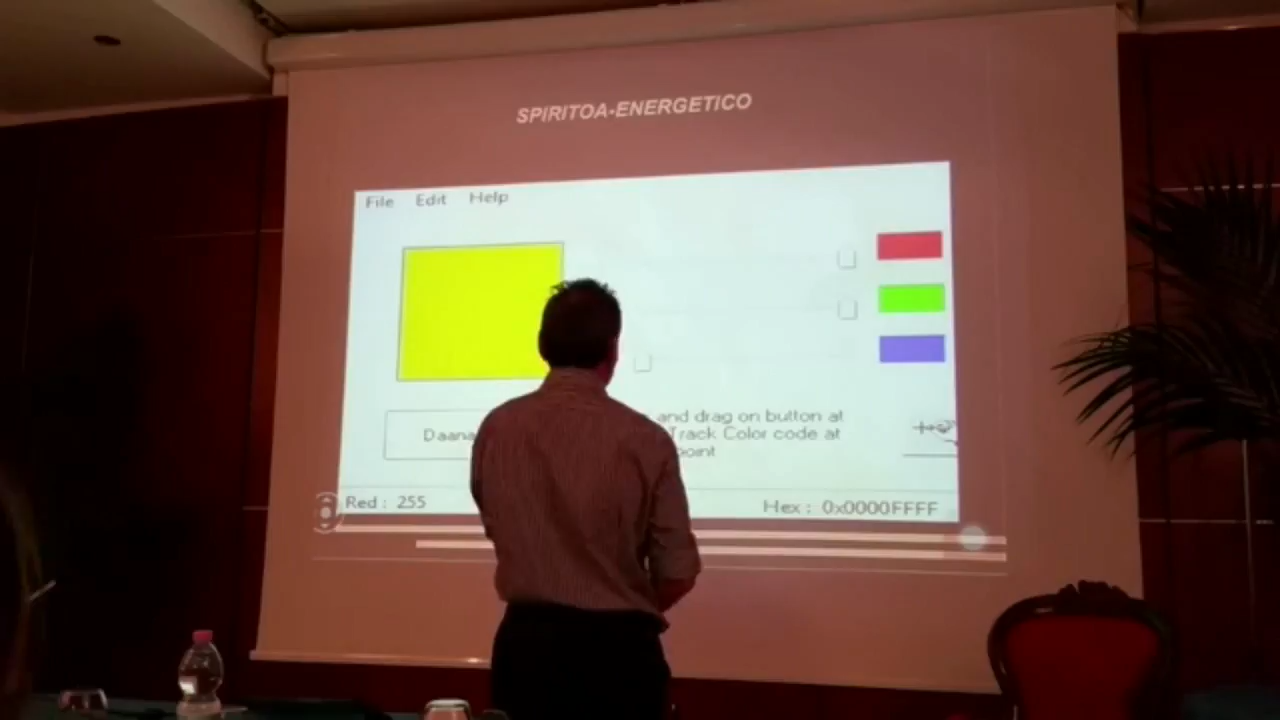 SPIRITOA-ENERGETICO
File Edit Help
Daana
and drag on button at
Track Color code at
point
Red : 255
Hex : 0x0000FFFF